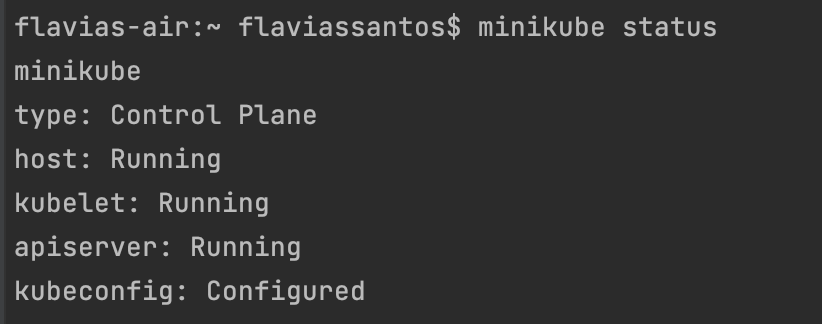 flavias-air:~ flaviassantos$ minikube status
minikube
type: Control Plane
host: Running
kubelet: Running
apiserver: Running
kubeconfig: Configured